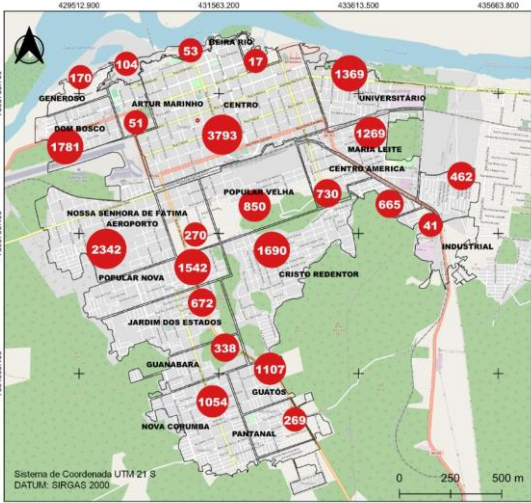 429512.900 431563.200 433613.500 435663.800
BEIRA RIO
53
17
104
170
1369
GENEROSO
ARTUR MARINHO
CENTRO
UNIVERSITÁRIO
51
DOM BOSCO
3793
1269
1781
MARIA LEITE
CENTRO AMERICA
462
POPULAR VELHA
730
850
665
NOSSA SENHORA DE FÁTIMA
AEROPORTO
270
41
2342
1690
INDUSTRIAL
1542
CRISTO REDENTOR
POPULAR NOVA
672
JARDIM DOS ESTADOS
338
GUANABARA
1107
GUATÓS
1054
269
NOVA CORUMBA
PANTANAL
Sistema de Coordenada UTM 21 S
DATUM: SIRGAS 2000
0 250 500 m